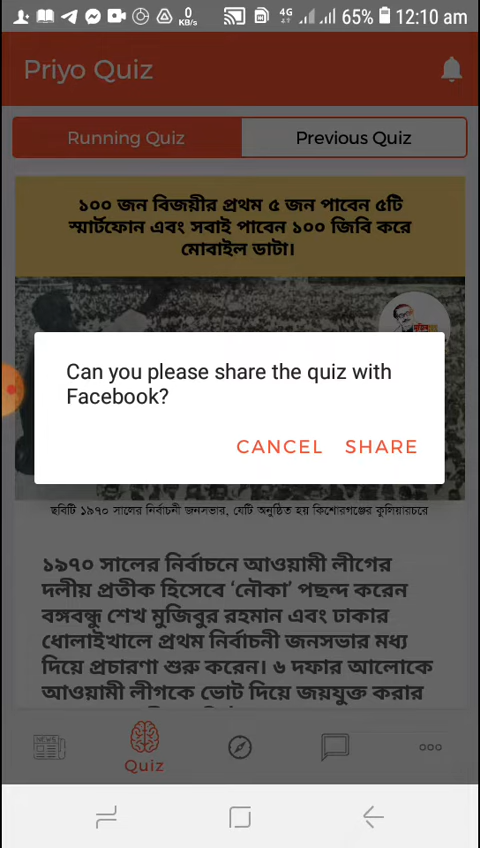 0
KB/s
4G
65%
12:10 am
Priyo Quiz
Running Quiz
Previous Quiz
১০০ জন বিজয়ীর প্রথম ৫ জন পাবেন ৫টি
স্মার্টফোন এবং সবাই পাবেন ১০০ জিবি করে
মোবাইল ডাটা।
Can you please share the quiz with
Facebook?
CANCEL SHARE
ছবিটি ১৯৭০ সালের নির্বাচনী জনসভার, যেটি অনুষ্ঠিত হয় কিশোরগঞ্জের কুলিয়ারচরে
১৯৭০ সালের নির্বাচনে আওয়ামী লীগের
দলীয় প্রতীক হিসেবে ‘নৌকা’ পছন্দ করেন
বঙ্গবন্ধু শেখ মুজিবুর রহমান এবং ঢাকার
ধোলাইখালে প্রথম নির্বাচনী জনসভার মধ্য
দিয়ে প্রচারণা শুরু করেন। ৬ দফার আলোকে
আওয়ামী লীগকে ভোট দিয়ে জয়যুক্ত করার
Quiz